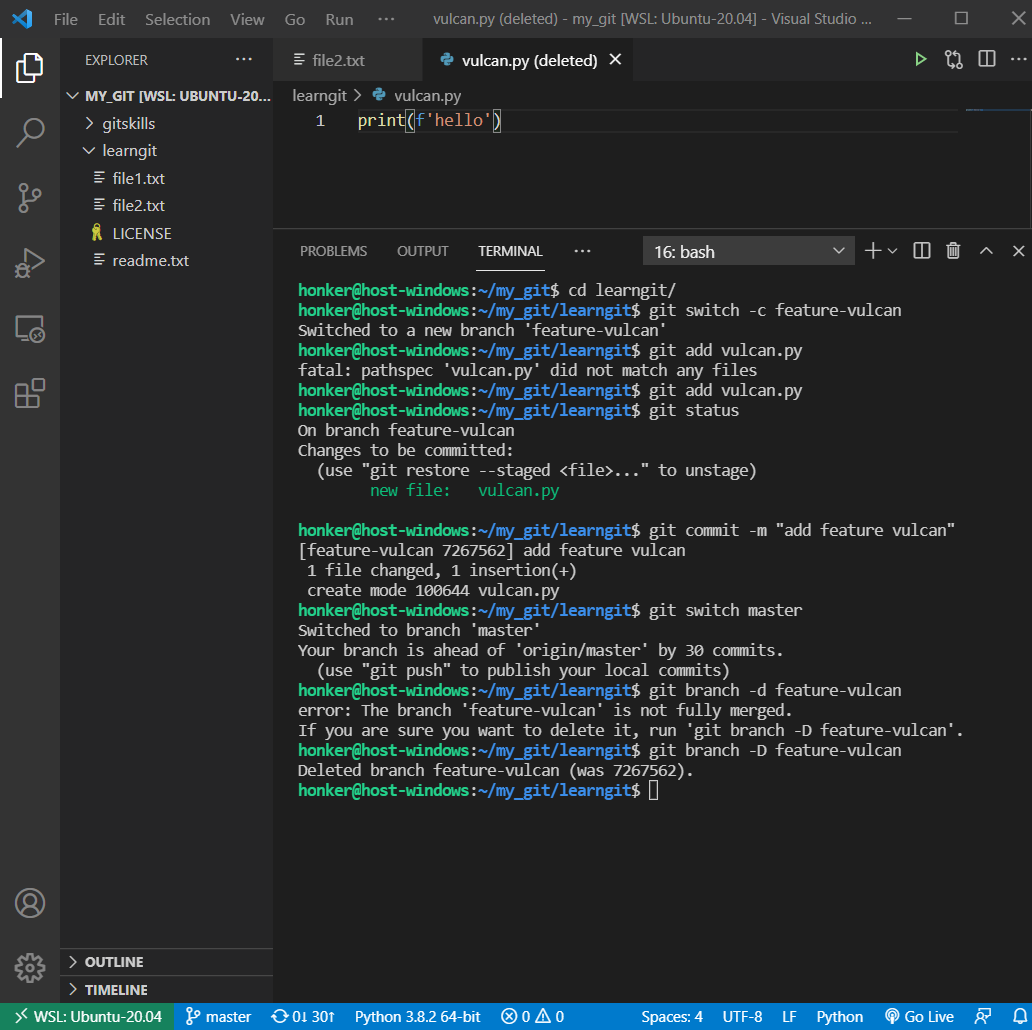 File Edit Selection View Go Run ··· vulcan.py (deleted) - my_git [WSL: Ubuntu-20.04] - Visual Studio ...
EXPLORER ···
file2.txt
vulcan.py (deleted)
MY_GIT [WSL: UBUNTU-20...
gitskills
learngit
file1.txt
file2.txt
LICENSE
readme.txt
learngit > vulcan.py
1 print(f'hello')
PROBLEMS OUTPUT TERMINAL ··· 16: bash
honker@host-windows:~/my_git$ cd learngit/
honker@host-windows:~/my_git/learngit$ git switch -c feature-vulcan
Switched to a new branch 'feature-vulcan'
honker@host-windows:~/my_git/learngit$ git add vulcan.py
fatal: pathspec 'vulcan.py' did not match any files
honker@host-windows:~/my_git/learngit$ git add vulcan.py
honker@host-windows:~/my_git/learngit$ git status
On branch feature-vulcan
Changes to be committed:
  (use "git restore --staged <file>..." to unstage)
        new file:   vulcan.py
honker@host-windows:~/my_git/learngit$ git commit -m "add feature vulcan"
[feature-vulcan 7267562] add feature vulcan
 1 file changed, 1 insertion(+)
 create mode 100644 vulcan.py
honker@host-windows:~/my_git/learngit$ git switch master
Switched to branch 'master'
Your branch is ahead of 'origin/master' by 30 commits.
  (use "git push" to publish your local commits)
honker@host-windows:~/my_git/learngit$ git branch -d feature-vulcan
error: The branch 'feature-vulcan' is not fully merged.
If you are sure you want to delete it, run 'git branch -D feature-vulcan'.
honker@host-windows:~/my_git/learngit$ git branch -D feature-vulcan
Deleted branch feature-vulcan (was 7267562).
honker@host-windows:~/my_git/learngit$
OUTLINE
TIMELINE
WSL: Ubuntu-20.04 master 0↓ 30↑ Python 3.8.2 64-bit 0 0 Spaces: 4 UTF-8 LF Python Go Live